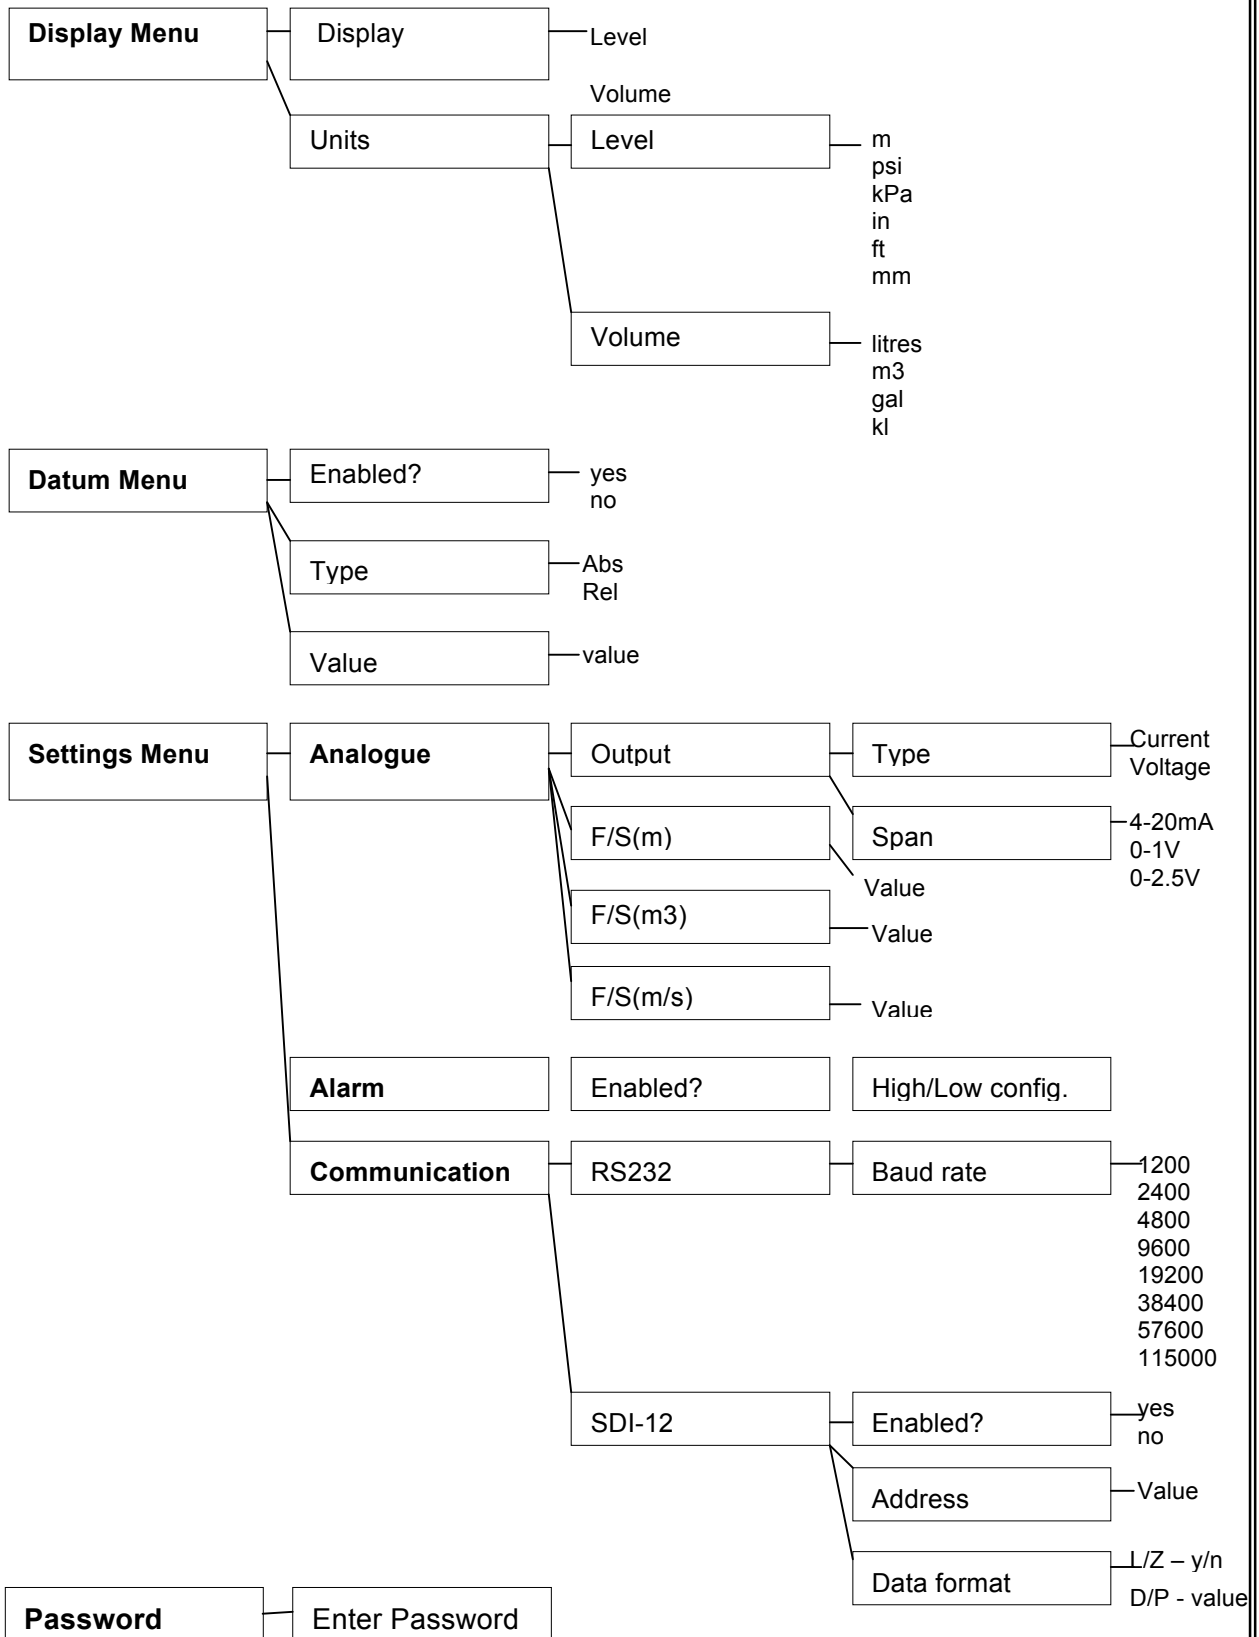 Display Menu
Display
Level
Volume
Units
Level
m
psi
kPa
in
ft
mm
Volume
litres
m3
gal
kl
Datum Menu
Enabled?
yes
no
Type
Abs
Rel
Value
value
Settings Menu
Analogue
Output
Type
Current
Voltage
F/S(m)
Value
Span
4-20mA
0-1V
0-2.5V
F/S(m3)
Value
F/S(m/s)
Value
Alarm
Enabled?
High/Low config.
Communication
RS232
Baud rate
1200
2400
4800
9600
19200
38400
57600
115000
SDI-12
Enabled?
yes
no
Address
Value
Data format
L/Z – y/n
D/P - value
Password
Enter Password